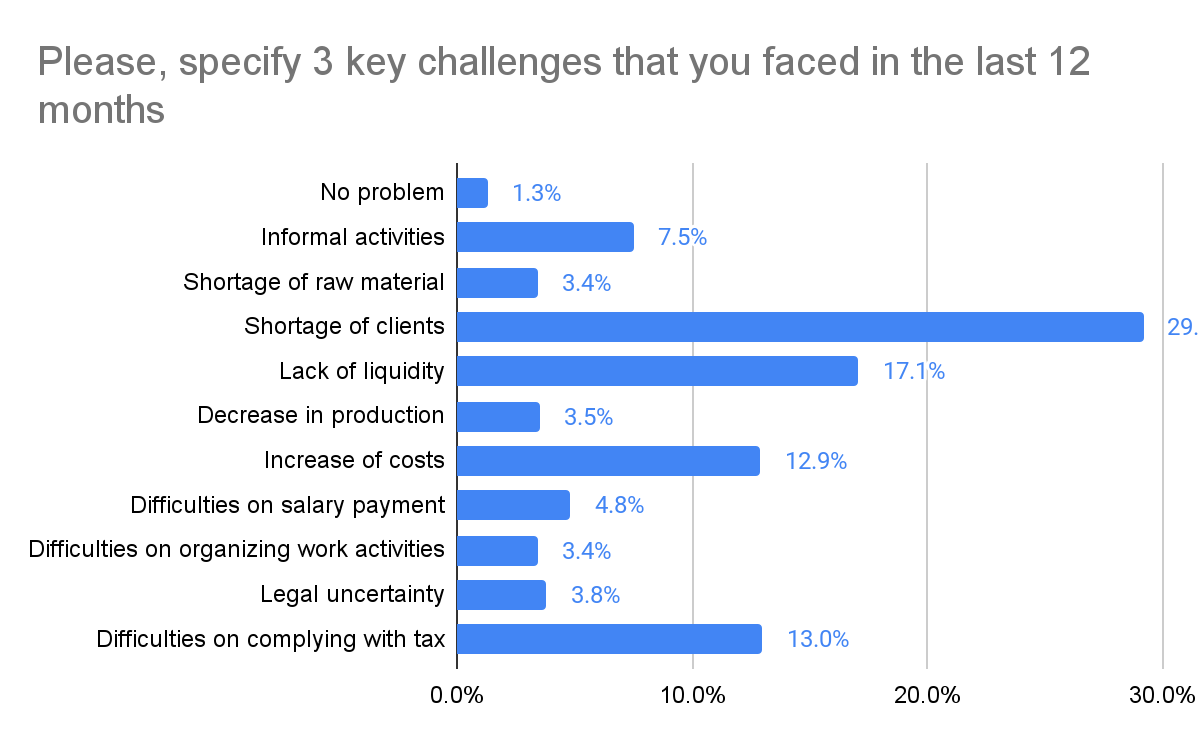 Please, specify 3 key challenges that you faced in the last 12
months
No problem 1.3%
Informal activities 7.5%
Shortage of raw material 3.4%
Shortage of clients 29.
Lack of liquidity 17.1%
Decrease in production 3.5%
Increase of costs 12.9%
Difficulties on salary payment 4.8%
Difficulties on organizing work activities 3.4%
Legal uncertainty 3.8%
Difficulties on complying with tax 13.0%
0.0% 10.0% 20.0% 30.0%